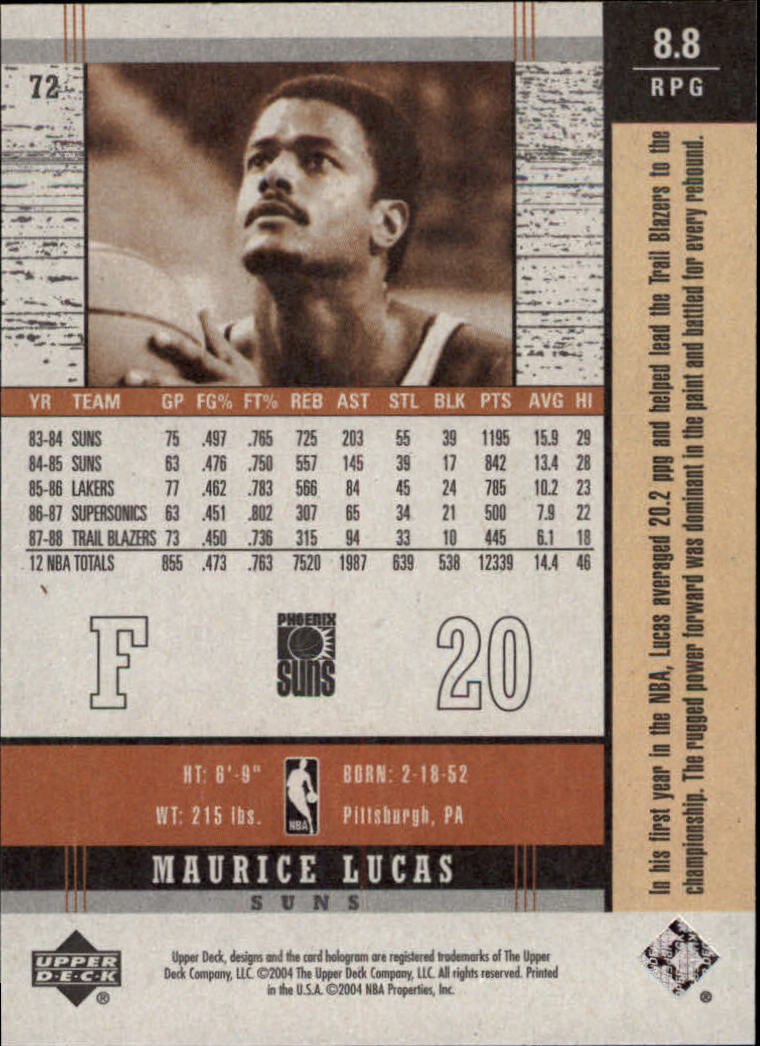 72
8.8
RPG
In his first year in the NBA, Lucas averaged 20.2 ppg and helped lead the Trail Blazers to the
championship. The rugged power forward was dominant in the paint and battled for every rebound.
YR TEAM GP FG% FT% REB AST STL BLK PTS AVG HI
83-84 SUNS 75 .497 .765 725 203 55 39 1195 15.9 29
84-85 SUNS 63 .476 .750 557 145 39 17 842 13.4 28
85-86 LAKERS 77 .462 .783 566 84 45 24 785 10.2 23
86-87 SUPERSONICS 63 .451 .802 307 65 34 21 500 7.9 22
87-88 TRAIL BLAZERS 73 .450 .736 315 94 33 10 445 6.1 18
12 NBA TOTALS 855 .473 .763 7520 1987 639 538 12339 14.4 46
F
PHOENIX
SUNS
20
HT: 6'-9"
BORN: 2-18-52
WT: 215 lbs.
NBA
Pittsburgh, PA
MAURICE LUCAS
SUNS
UPPER
D·E·C·K
®
Upper Deck, designs and the card hologram are registered trademarks of The Upper
Deck Company, LLC. ©2004 The Upper Deck Company, LLC. All rights reserved. Printed
in the U.S.A. ©2004 NBA Properties, Inc.
®